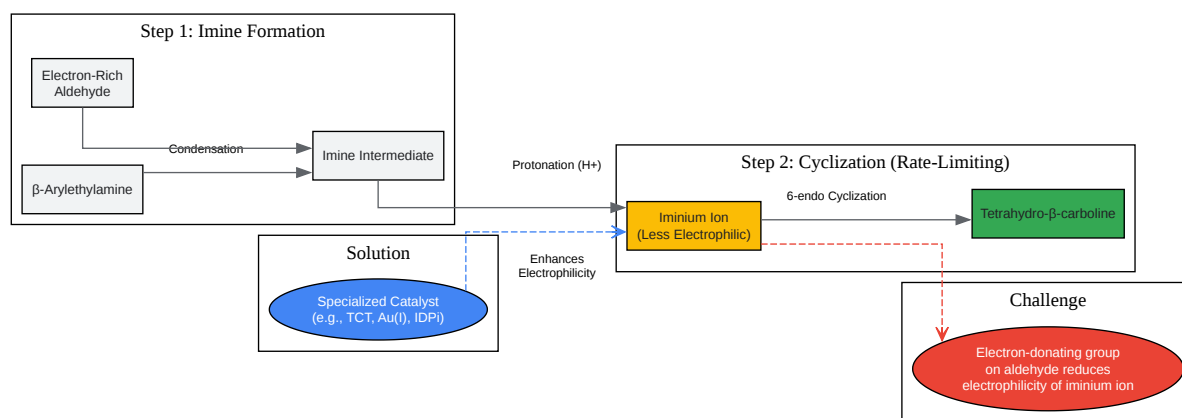 Step 1: Imine Formation
Electron-Rich
Aldehyde
Condensation
Imine Intermediate
β-Arylethylamine
Protonation (H+)
Step 2: Cyclization (Rate-Limiting)
6-endo Cyclization
Iminium Ion
(Less Electrophilic)
Tetrahydro-β-carboline
Solution
Specialized Catalyst
(e.g., TCT, Au(I), IDPi)
Enhances
Electrophilicity
Challenge
Electron-donating group
on aldehyde reduces
electrophilicity of iminium ion